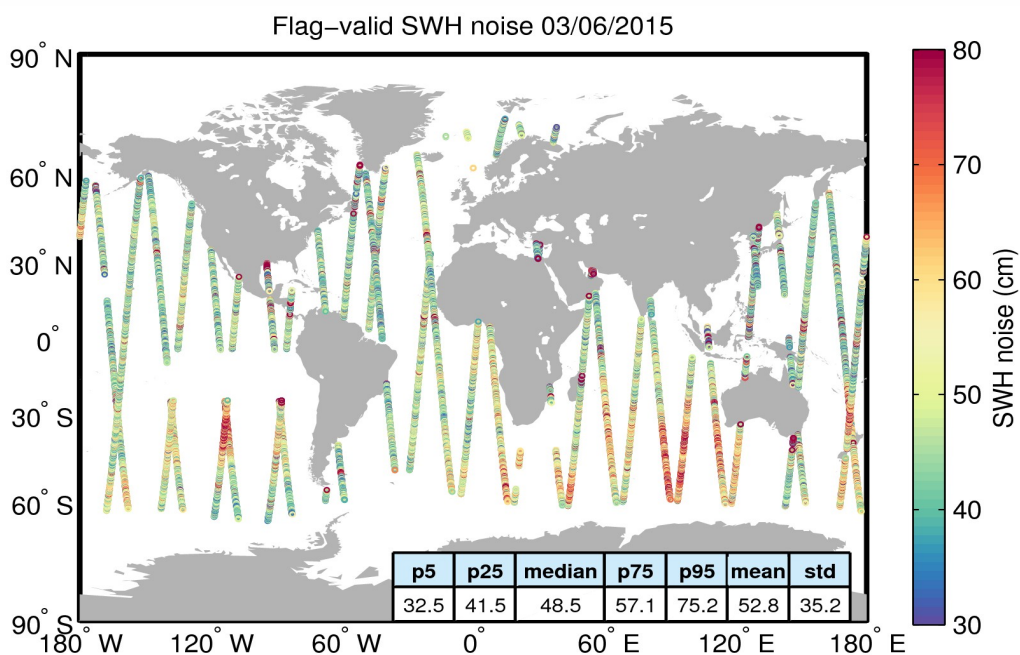 Flag−valid SWH noise 03/06/2015
90° N
60° N
30° N
0°
30° S
60° S
90° S
180° W
120° W
60° W
0°
60° E
120° E
180° E
80
70
60
50
40
30
SWH noise (cm)
p5 p25 median p75 p95 mean std
32.5 41.5 48.5 57.1 75.2 52.8 35.2